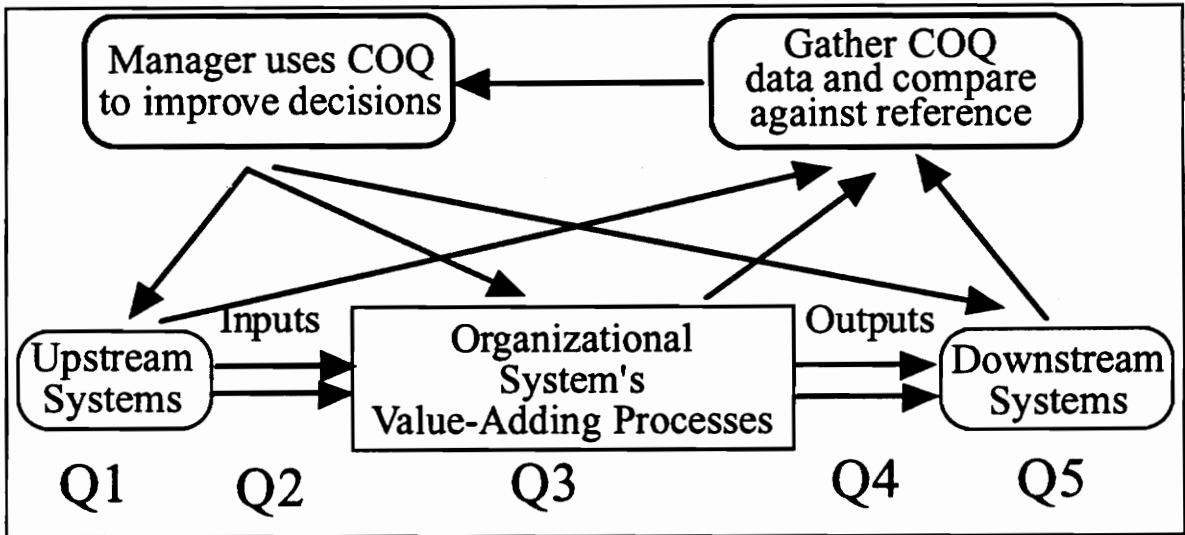 Manager uses COQ
to improve decisions
Gather COQ
data and compare
against reference
Inputs
Outputs
Upstream
Systems
Organizational
System's
Value-Adding Processes
Downstream
Systems
Q1
Q2
Q3
Q4
Q5